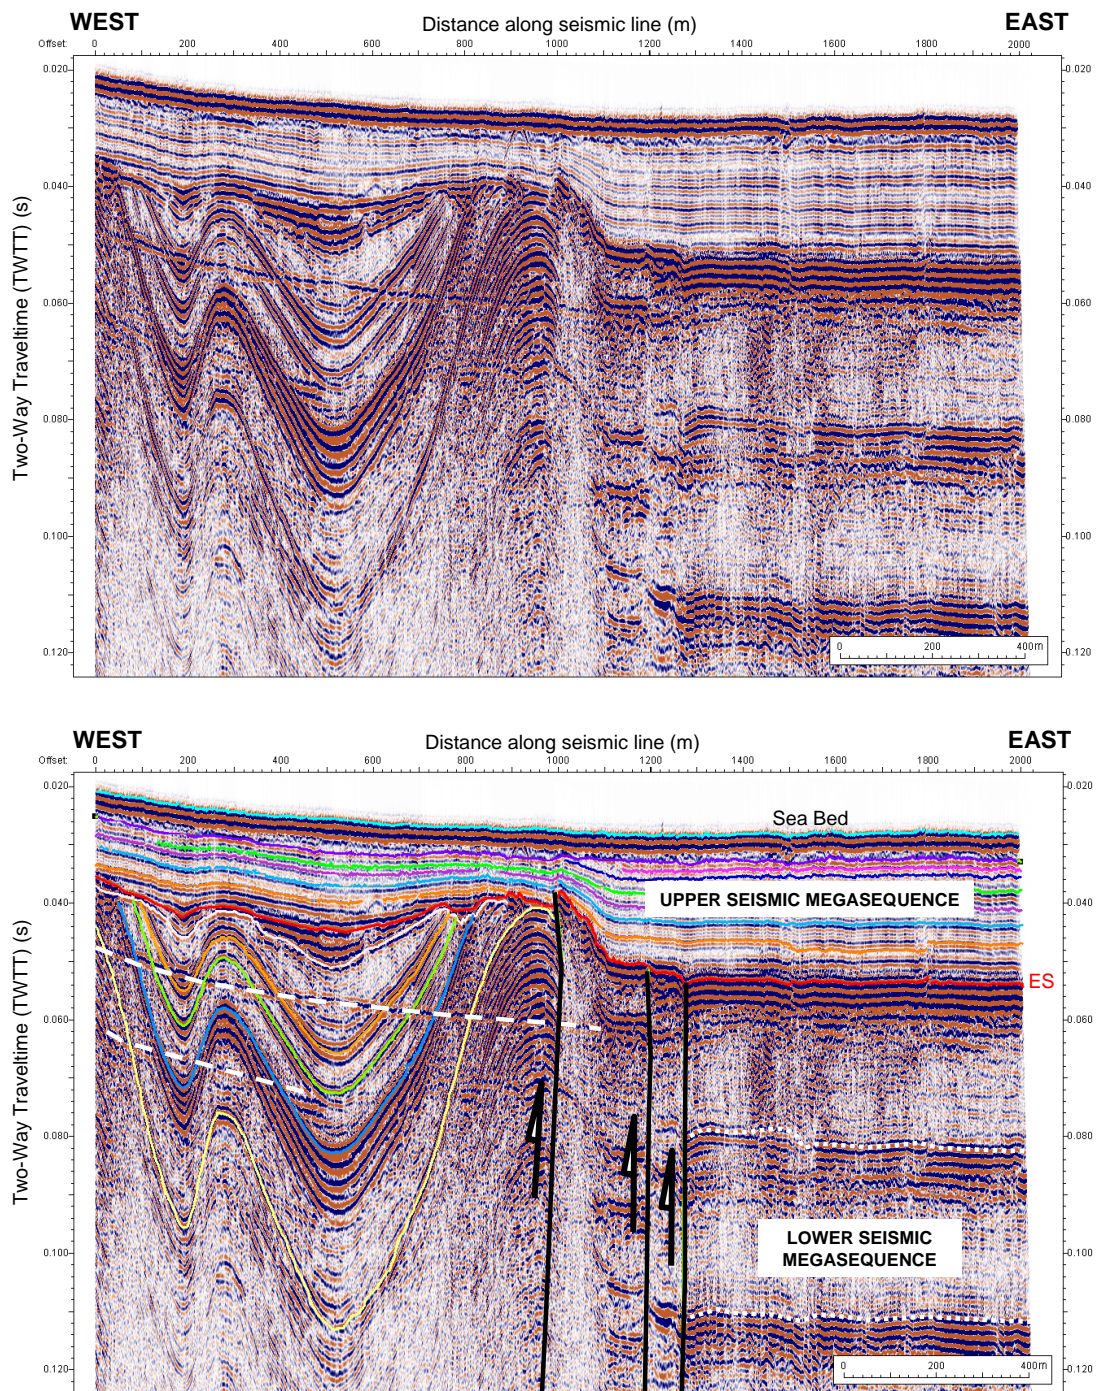 WEST Distance along seismic line (m) EAST
Offset: 0 200 400 600 800 1000 1200 1400 1600 1800 2000
0.020 0.020
0.040 0.040
0.060 0.060
0.080 0.080
0.100 0.100
0.120 0.120
Two-Way Traveltime (TWTT) (s)
0 200 400m
WEST Distance along seismic line (m) EAST
Offset: 0 200 400 600 800 1000 1200 1400 1600 1800 2000
0.020 0.020
Sea Bed
UPPER SEISMIC MEGASEQUENCE
0.040 0.040
ES
0.060 0.060
0.080 0.080
LOWER SEISMIC
MEGASEQUENCE
0.100 0.100
0.120 0.120
Two-Way Traveltime (TWTT) (s)
0 200 400m